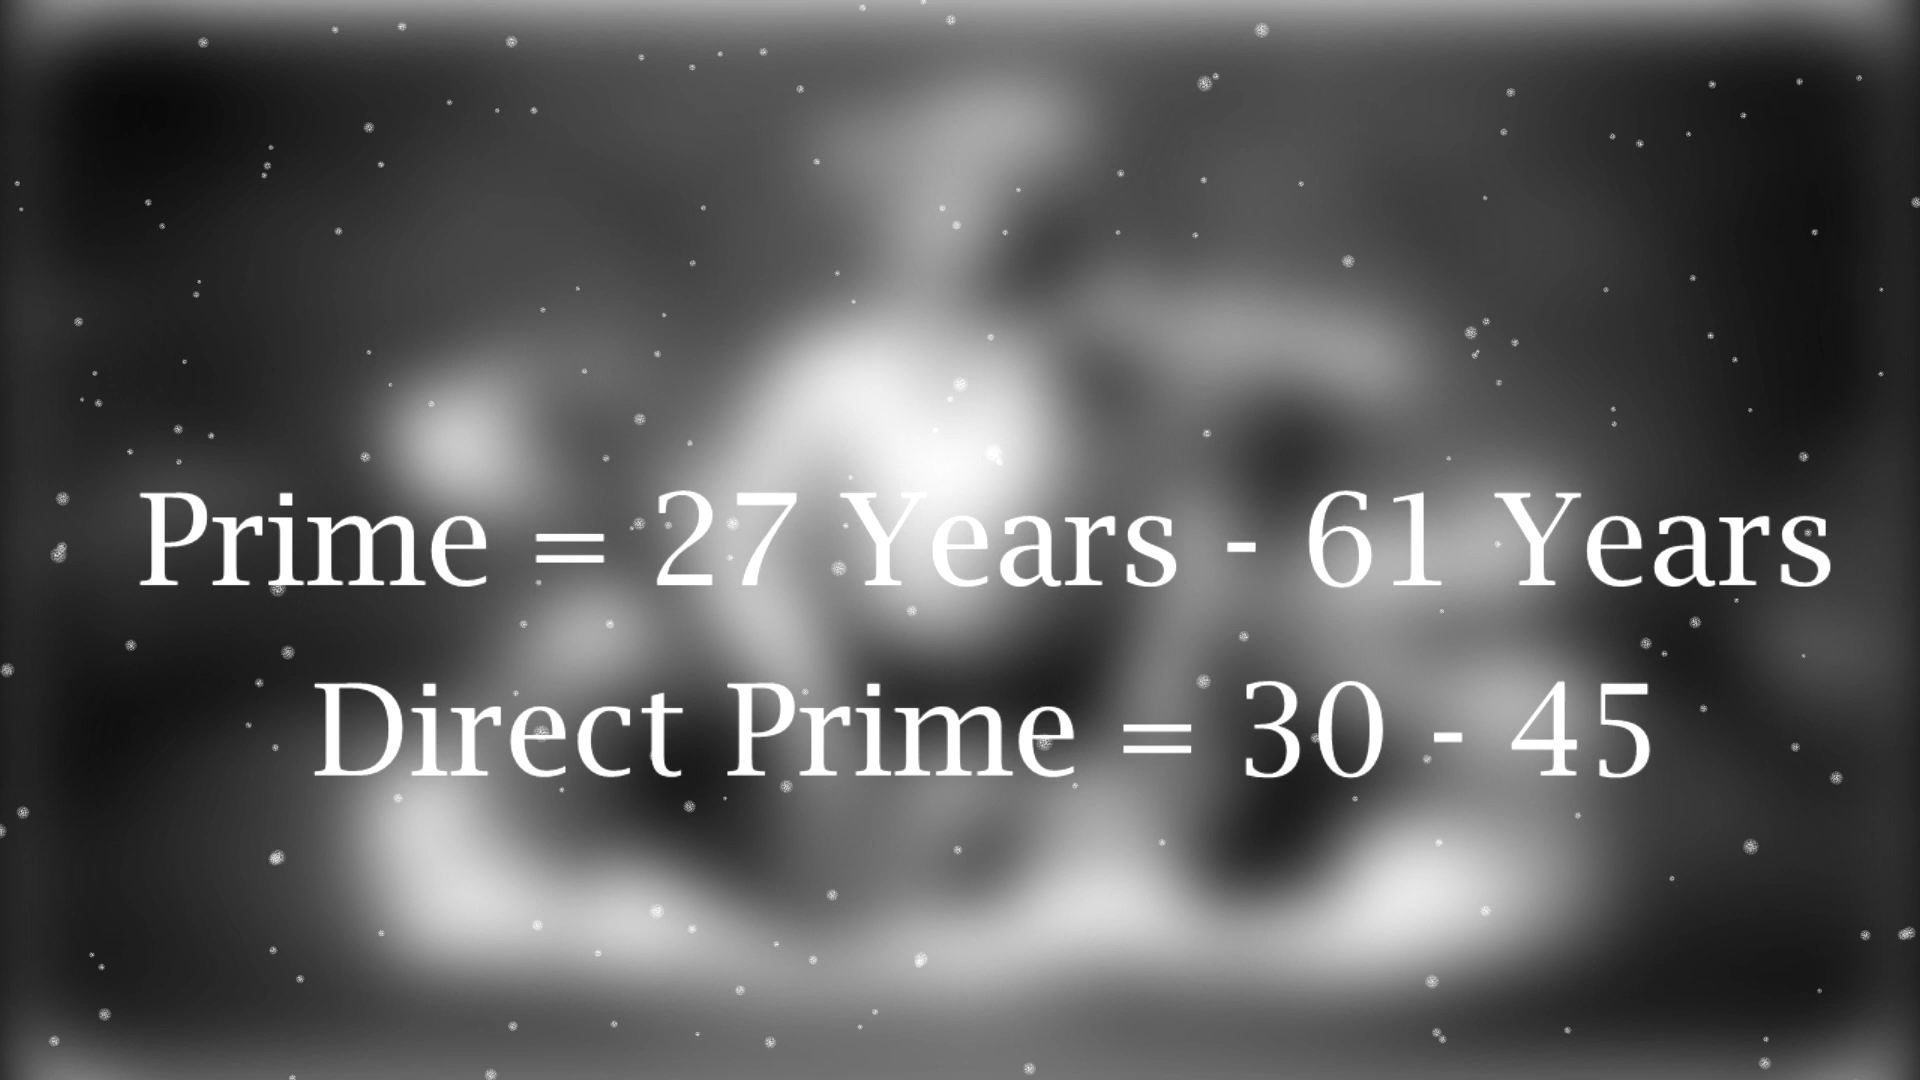 Prime = 27 Years - 61 Years
Direct Prime = 30 - 45